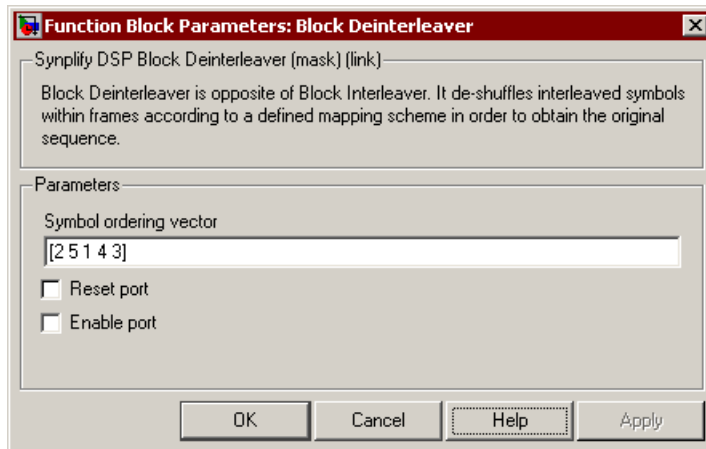 Function Block Parameters: Block Deinterleaver
Synplify DSP Block Deinterleaver (mask) (link)
Block Deinterleaver is opposite of Block Interleaver. It de-shuffles interleaved symbols
within frames according to a defined mapping scheme in order to obtain the original
sequence.
Parameters
Symbol ordering vector
[2 5 1 4 3]
Reset port
Enable port
OK Cancel Help Apply